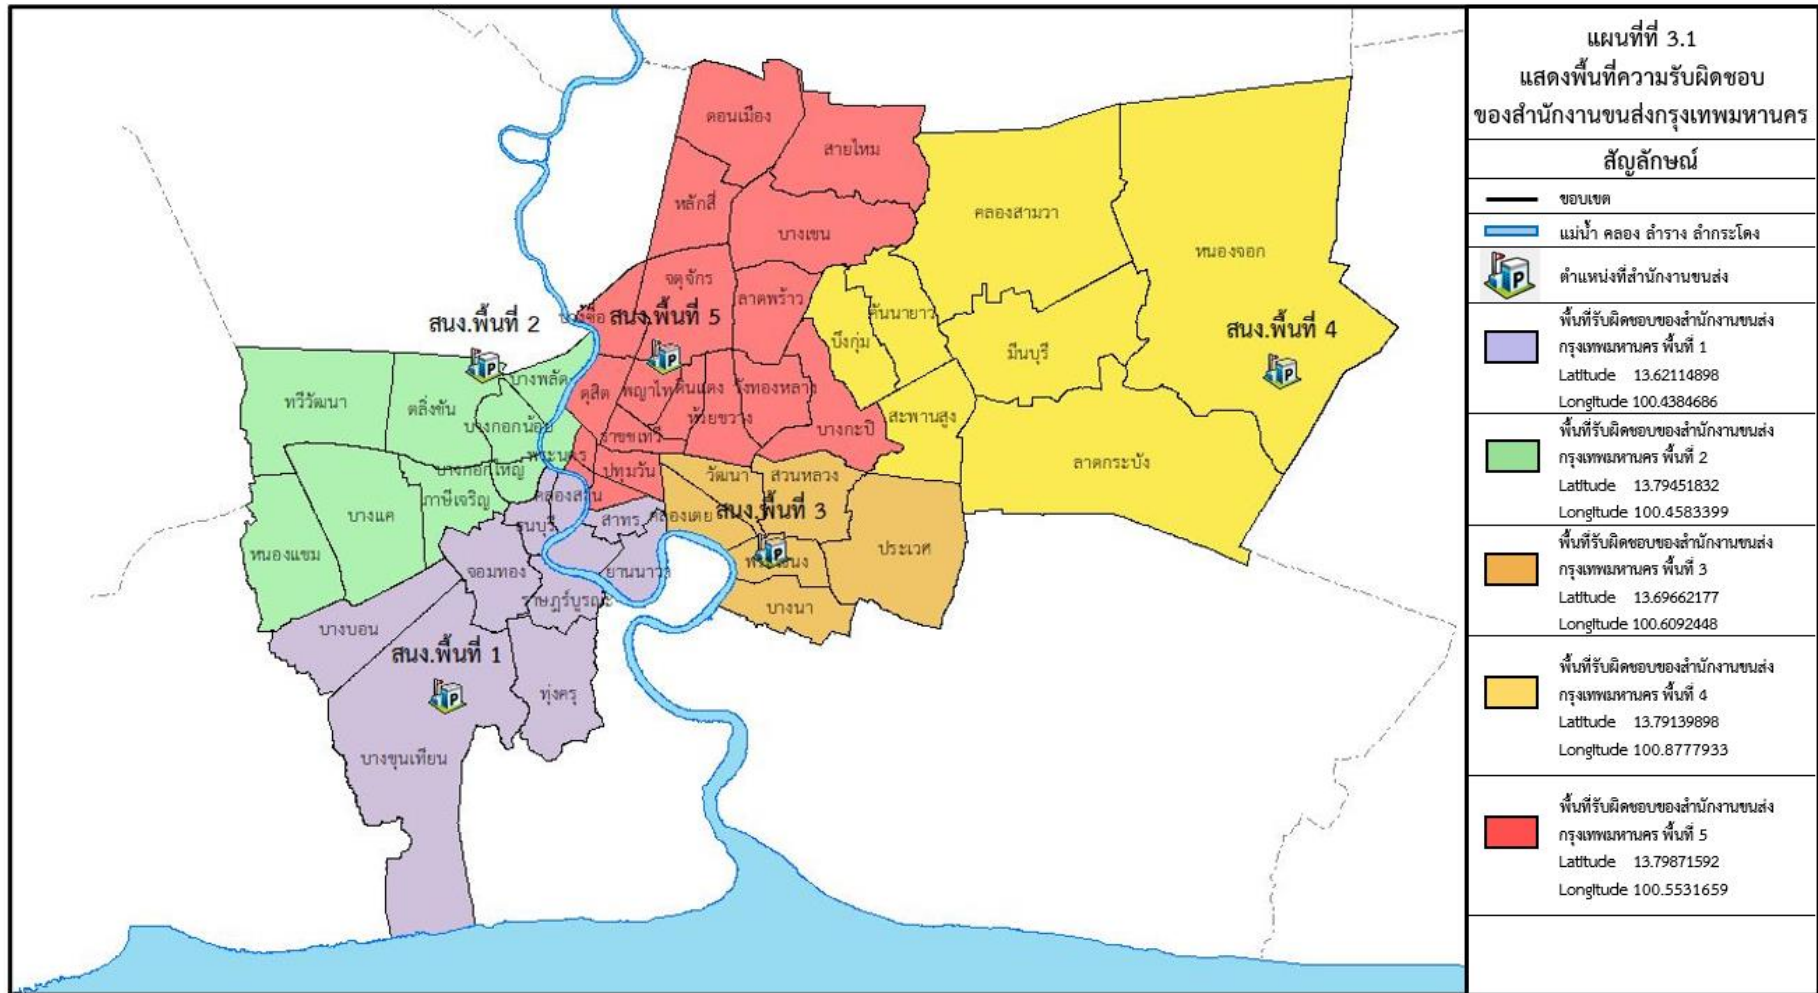 แผนที่ที่ 3.1
แสดงพื้นที่ความรับผิดชอบ
ของสำนักงานขนส่งกรุงเทพมหานคร
สัญลักษณ์
ขอบเขต
แม่น้ำ คลอง ลำราง ลำกระโดง
ตำแหน่งที่สำนักงานขนส่ง
พื้นที่รับผิดชอบของสำนักงานขนส่ง
กรุงเทพมหานคร พื้นที่ 1
Latitude 13.62114898
Longitude 100.4384686
พื้นที่รับผิดชอบของสำนักงานขนส่ง
กรุงเทพมหานคร พื้นที่ 2
Latitude 13.79451832
Longitude 100.4583399
พื้นที่รับผิดชอบของสำนักงานขนส่ง
กรุงเทพมหานคร พื้นที่ 3
Latitude 13.69662177
Longitude 100.6092448
พื้นที่รับผิดชอบของสำนักงานขนส่ง
กรุงเทพมหานคร พื้นที่ 4
Latitude 13.79139898
Longitude 100.8777933
พื้นที่รับผิดชอบของสำนักงานขนส่ง
กรุงเทพมหานคร พื้นที่ 5
Latitude 13.79871592
Longitude 100.5531659
ดอนเมือง
สายไหม
หลักสี่
บางเขน
คลองสามวา
หนองจอก
จตุจักร
ลาดพร้าว
บางซื่อ
สนง.พื้นที่ 5
สนง.พื้นที่ 2
คันนายาว
บึงกุ่ม
มีนบุรี
สนง.พื้นที่ 4
บางพลัด
ดุสิต
พญาไท
ดินแดง
วังทองหลาง
ทวีวัฒนา
ตลิ่งชัน
บางกอกน้อย
ห้วยขวาง
บางกะปิ
สะพานสูง
ราชเทวี
พระนคร
ลาดกระบัง
บางกอกใหญ่
ปทุมวัน
วัฒนา
สวนหลวง
ภาษีเจริญ
คลองสาน
บางแค
ธนบุรี
สาทร
คลองเตย
สนง.พื้นที่ 3
ประเวศ
หนองแขม
จอมทอง
ยานนาวา
พระโขนง
ราษฎร์บูรณะ
บางนา
บางบอน
สนง.พื้นที่ 1
ทุ่งครุ
บางขุนเทียน
P
P
P
P
P
P